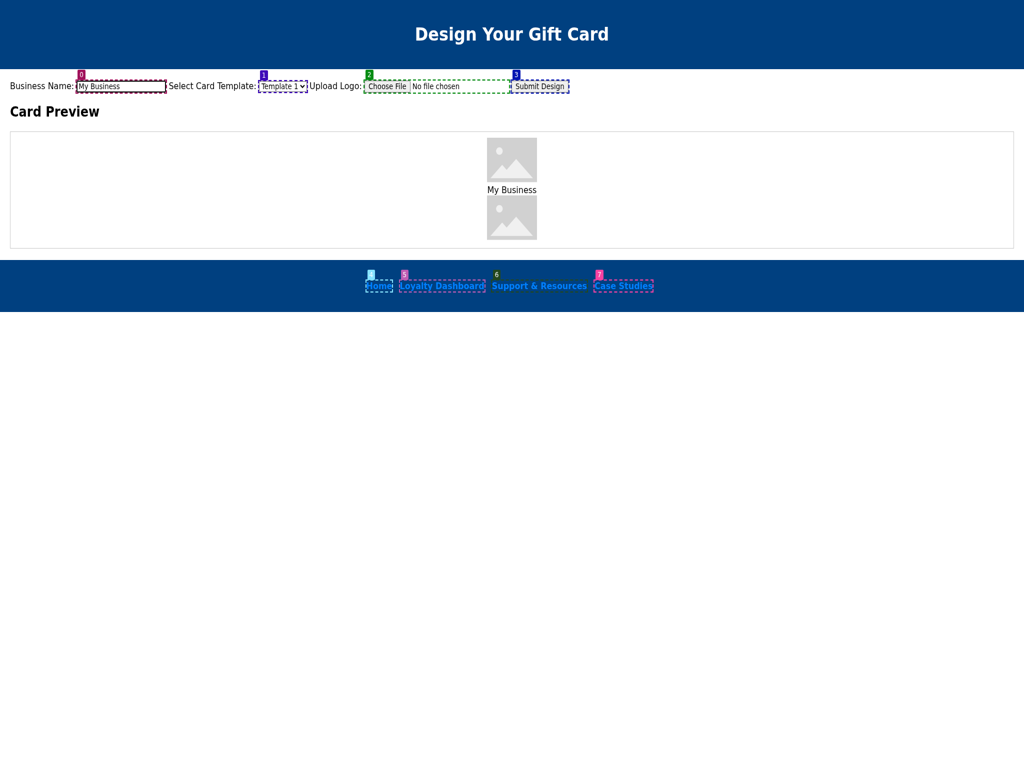 Design Your Gift Card
0 1 2 3
Business Name: My Business Select Card Template: Template 1 Upload Logo: Choose File No file chosen Submit Design
Card Preview
My Business
4 5 6 7
Home Loyalty Dashboard Support & Resources Case Studies